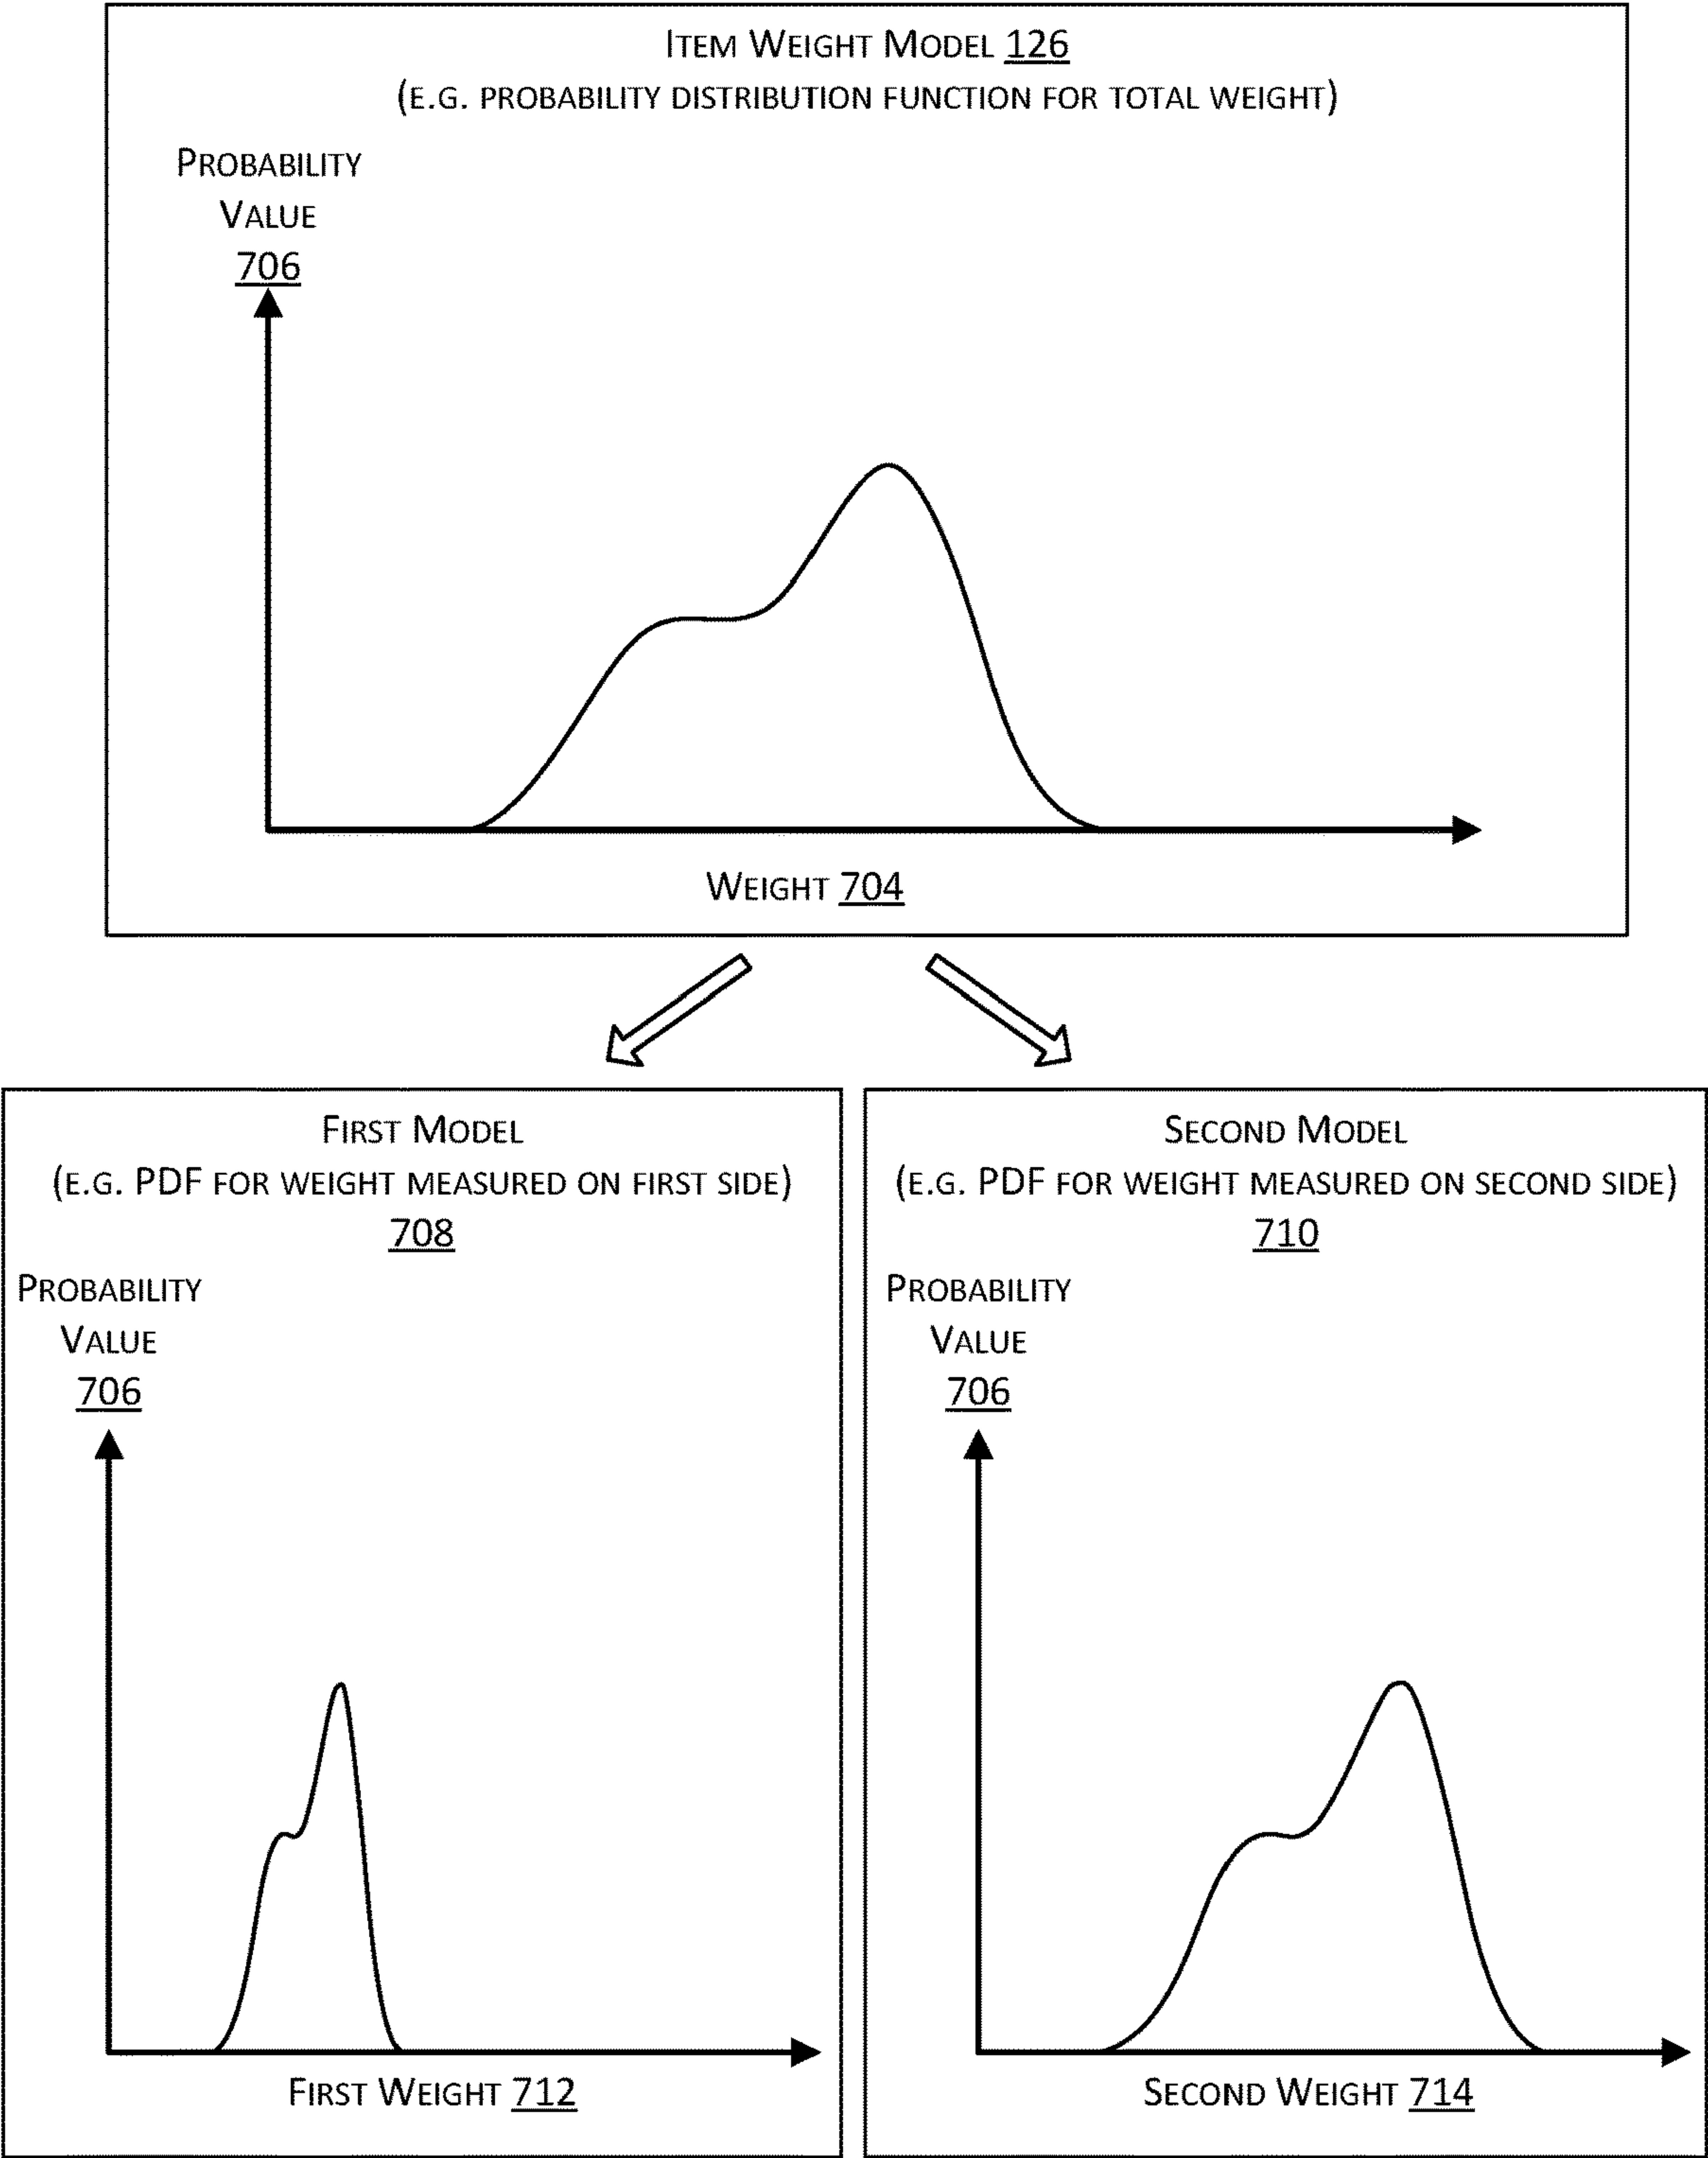 ITEM WEIGHT MODEL 126
(E.G. PROBABILITY DISTRIBUTION FUNCTION FOR TOTAL WEIGHT)
PROBABILITY
VALUE
706
WEIGHT 704
FIRST MODEL
(E.G. PDF FOR WEIGHT MEASURED ON FIRST SIDE)
708
PROBABILITY
VALUE
706
FIRST WEIGHT 712
SECOND MODEL
(E.G. PDF FOR WEIGHT MEASURED ON SECOND SIDE)
710
PROBABILITY
VALUE
706
SECOND WEIGHT 714